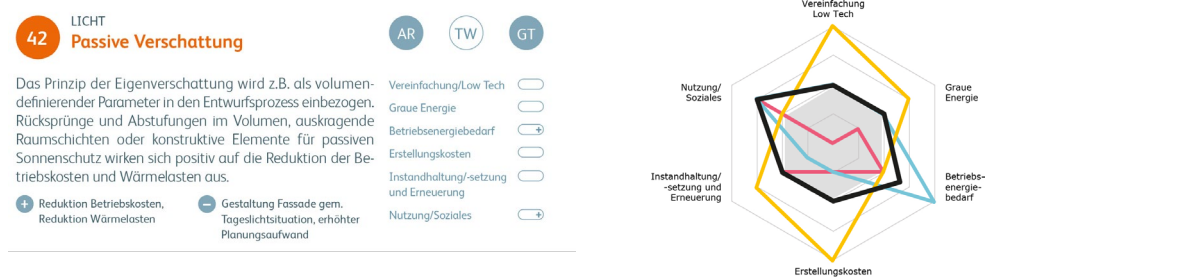 42
LICHT
Passive Verschattung
AR
TW
GT
Das Prinzip der Eigenverschattung wird z.B. als volumen-
definierender Parameter in den Entwurfsprozess einbezogen.
Rücksprünge und Abstufungen im Volumen, auskragende
Raumschichten oder konstruktive Elemente für passiven
Sonnenschutz wirken sich positiv auf die Reduktion der Be-
triebskosten und Wärmelasten aus.
+ Reduktion Betriebskosten,
Reduktion Wärmelasten
– Gestaltung Fassade gem.
Tageslichtsituation, erhöhter
Planungsaufwand
Vereinfachung/Low Tech
Graue Energie
Betriebsenergiebedarf +
Erstellungskosten
Instandhaltung/-setzung
und Erneuerung
Nutzung/Soziales +
Vereinfachung
Low Tech
Graue
Energie
Betriebs-
energie-
bedarf
Erstellungskosten
Instandhaltung/
-setzung und
Erneuerung
Nutzung/
Soziales